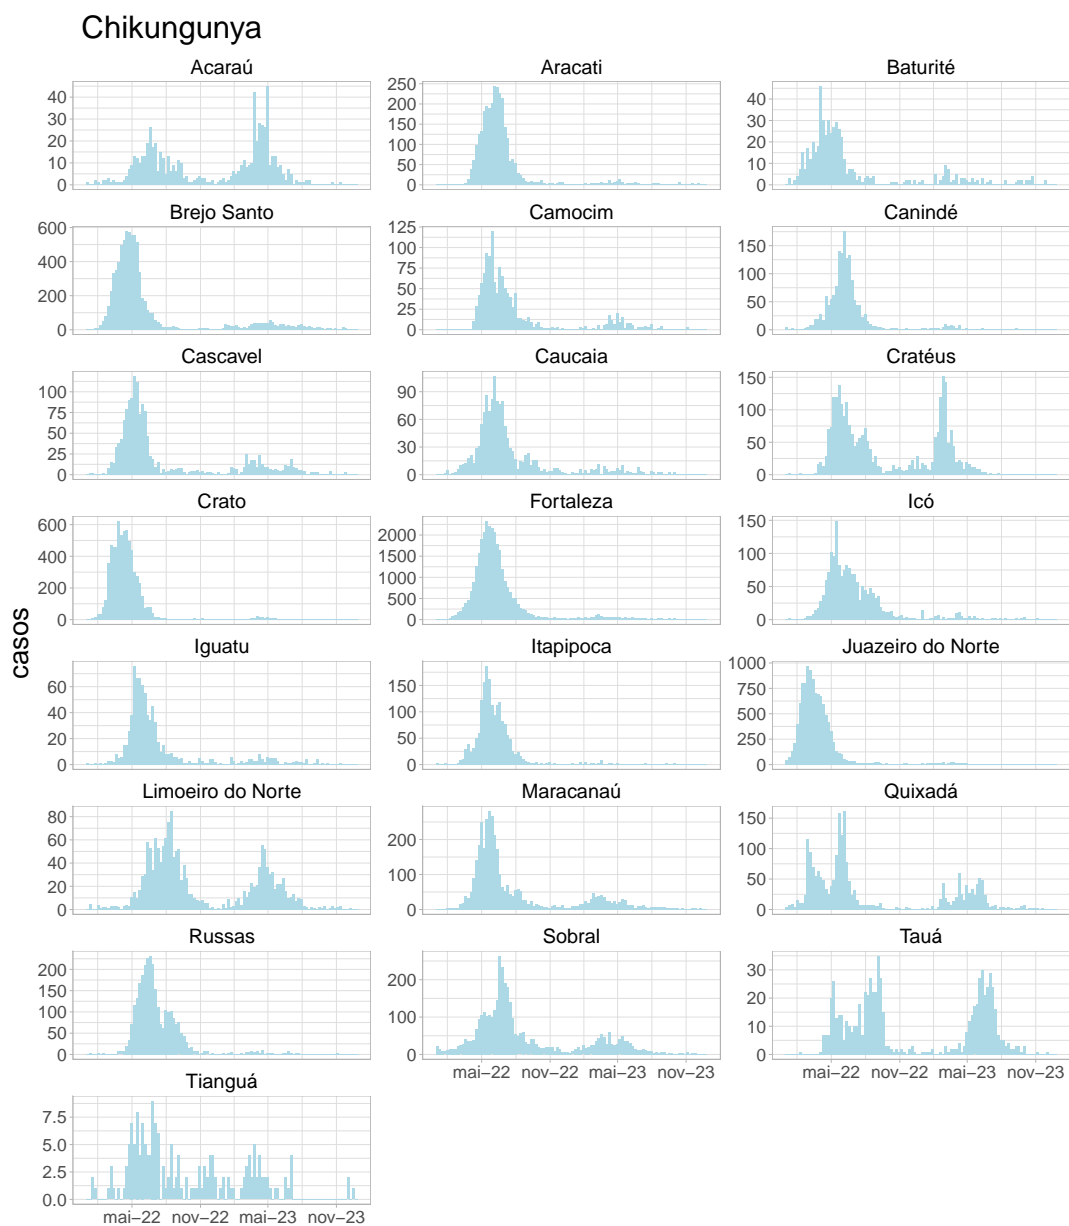 Chikungunya
Acaraú Aracati Baturité
40 30 20 10 0
250 200 150 100 50 0
40 30 20 10 0
Brejo Santo Camocim Canindé
600 400 200 0
125 100 75 50 25 0
150 100 50 0
Cascavel Caucaia Cratéus
100 75 50 25 0
90 60 30 0
150 100 50 0
Crato Fortaleza Icó
600 400 200 0
2000 1500 1000 500 0
150 100 50 0
casos
Iguatu Itapipoca Juazeiro do Norte
60 40 20 0
150 100 50 0
1000 750 500 250 0
Limoeiro do Norte Maracanaú Quixadá
80 60 40 20 0
200 100 0
150 100 50 0
Russas Sobral Tauá
200 150 100 50 0
200 100 0
30 20 10 0
mai–22 nov–22 mai–23 nov–23 mai–22 nov–22 mai–23 nov–23
Tianguá
7.5 5.0 2.5 0.0
mai–22 nov–22 mai–23 nov–23